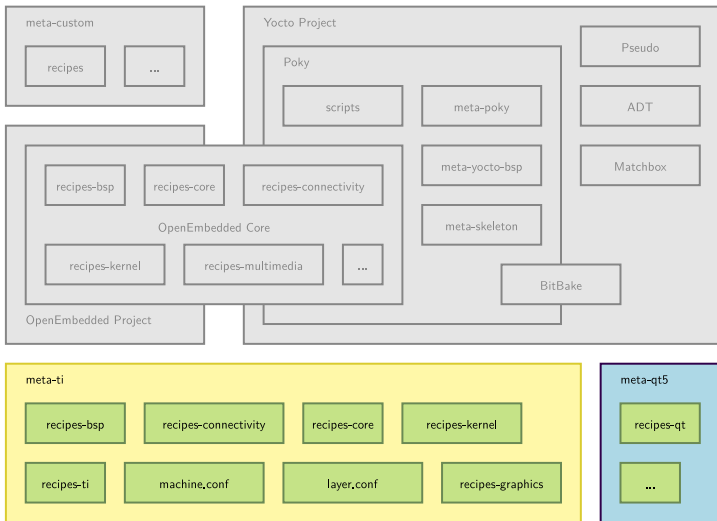 meta-custom
recipes
...
Yocto Project
Poky
scripts
meta-poky
meta-yocto-bsp
meta-skeleton
Pseudo
ADT
Matchbox
BitBake
recipes-bsp
recipes-core
recipes-connectivity
OpenEmbedded Core
recipes-kernel
recipes-multimedia
...
OpenEmbedded Project
meta-ti
recipes-bsp
recipes-connectivity
recipes-core
recipes-kernel
recipes-ti
machine.conf
layer.conf
recipes-graphics
meta-qt5
recipes-qt
...